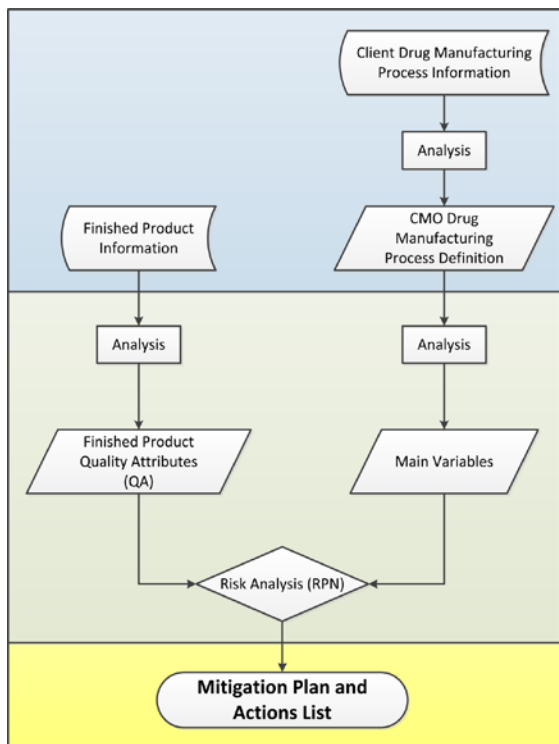 Client Drug Manufacturing
Process Information
Analysis
Finished Product
Information
CMO Drug
Manufacturing
Process Definition
Analysis
Analysis
Finished Product
Quality Attributes
(QA)
Main Variables
Risk Analysis (RPN)
Mitigation Plan and
Actions List